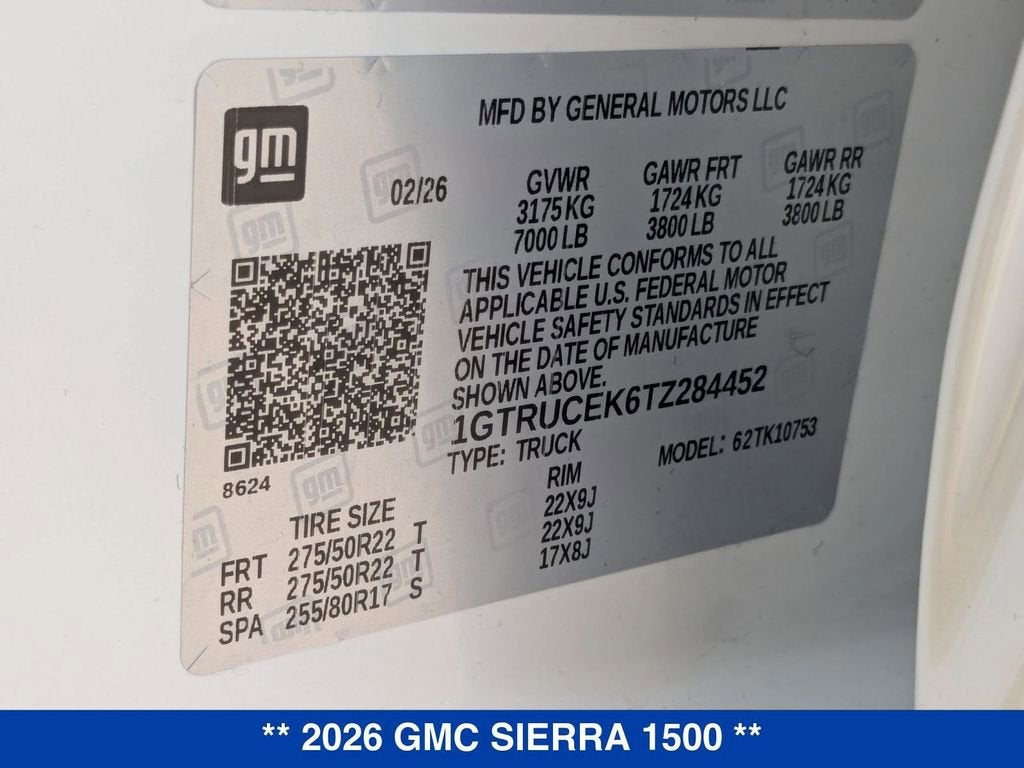 gm
MFD BY GENERAL MOTORS LLC
02/26
GVWR GAWR FRT GAWR RR
3175 KG 1724 KG 1724 KG
7000 LB 3800 LB 3800 LB
THIS VEHICLE CONFORMS TO ALL
APPLICABLE U.S. FEDERAL MOTOR
VEHICLE SAFETY STANDARDS IN EFFECT
ON THE DATE OF MANUFACTURE
SHOWN ABOVE.
1GTRUCEK6TZ284452
TYPE: TRUCK MODEL: 62TK10753
8624
TIRE SIZE RIM
FRT 275/50R22 T 22X9J
RR 275/50R22 T 22X9J
SPA 255/80R17 S 17X8J
** 2026 GMC SIERRA 1500 **